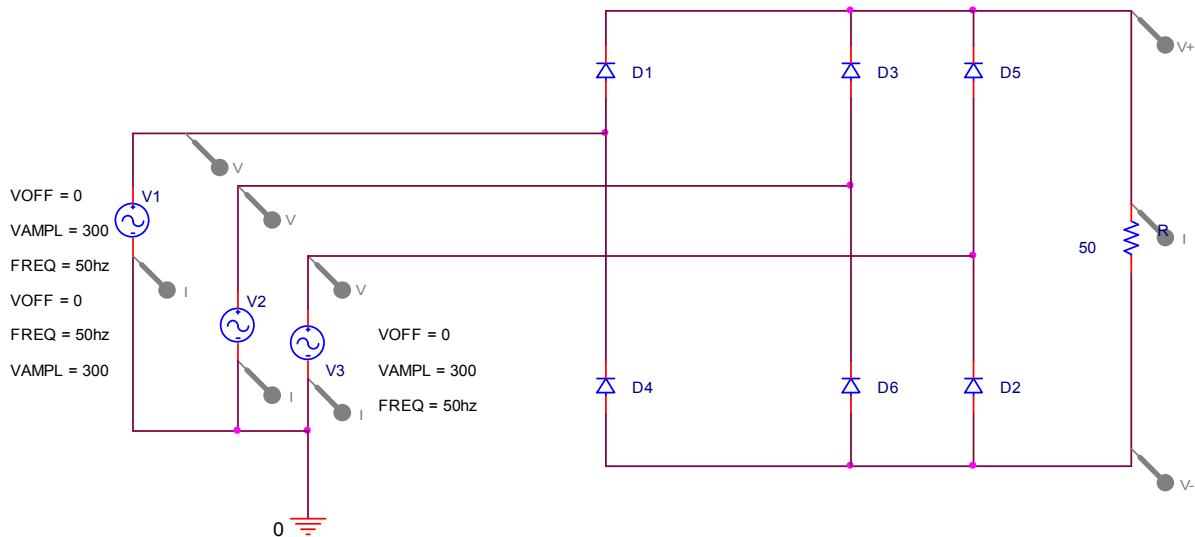 D1
D3
D5
V+
V
VOFF = 0
V1
V
VAMPL = 300
R
I
50
FREQ = 50hz
I
VOFF = 0
V2
V
FREQ = 50hz
VOFF = 0
VAMPL = 300
V3
VAMPL = 300
I
FREQ = 50hz
I
D4
D6
D2
V-
0